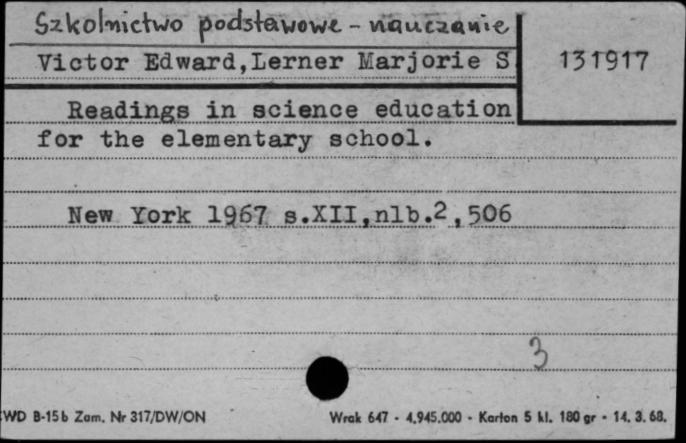 Szkolnictwo podstawowe - nauczanie
Victor Edward,Lerner Marjorie S.
131917
Readings in science education
for the elementary school.
New York 1967 s.XII,nlb.2,506
3
WD B-15b Zam. Nr 317/DW/ON
Wrak 647 - 4.945.000 - Karton 5 kl. 180 gr - 14. 3. 68.